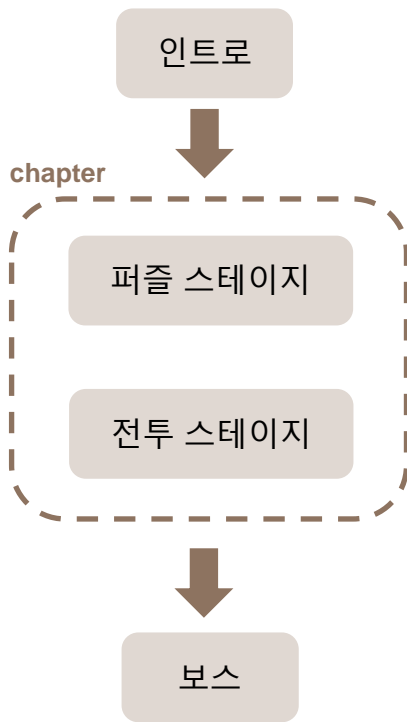 인트로
chapter
퍼즐 스테이지
전투 스테이지
보스